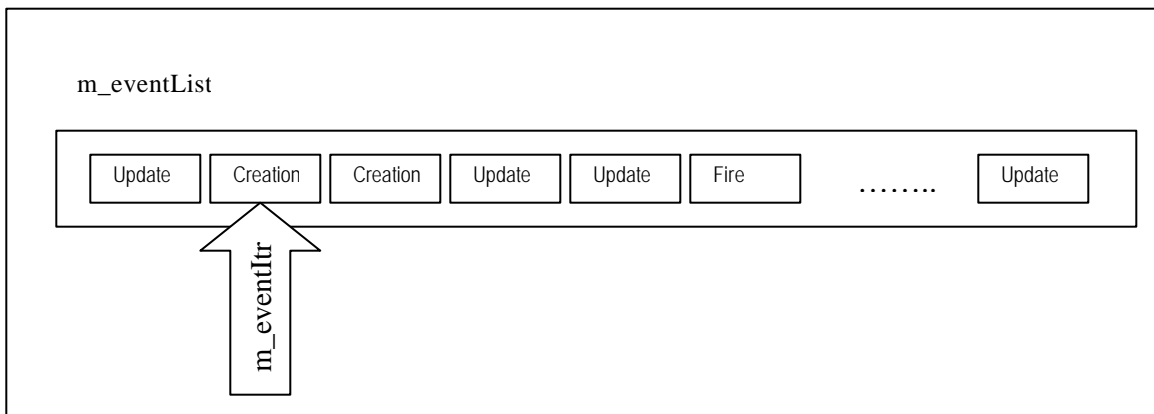 m_eventList
Update Creation Creation Update Update Fire ........ Update
m_eventItr